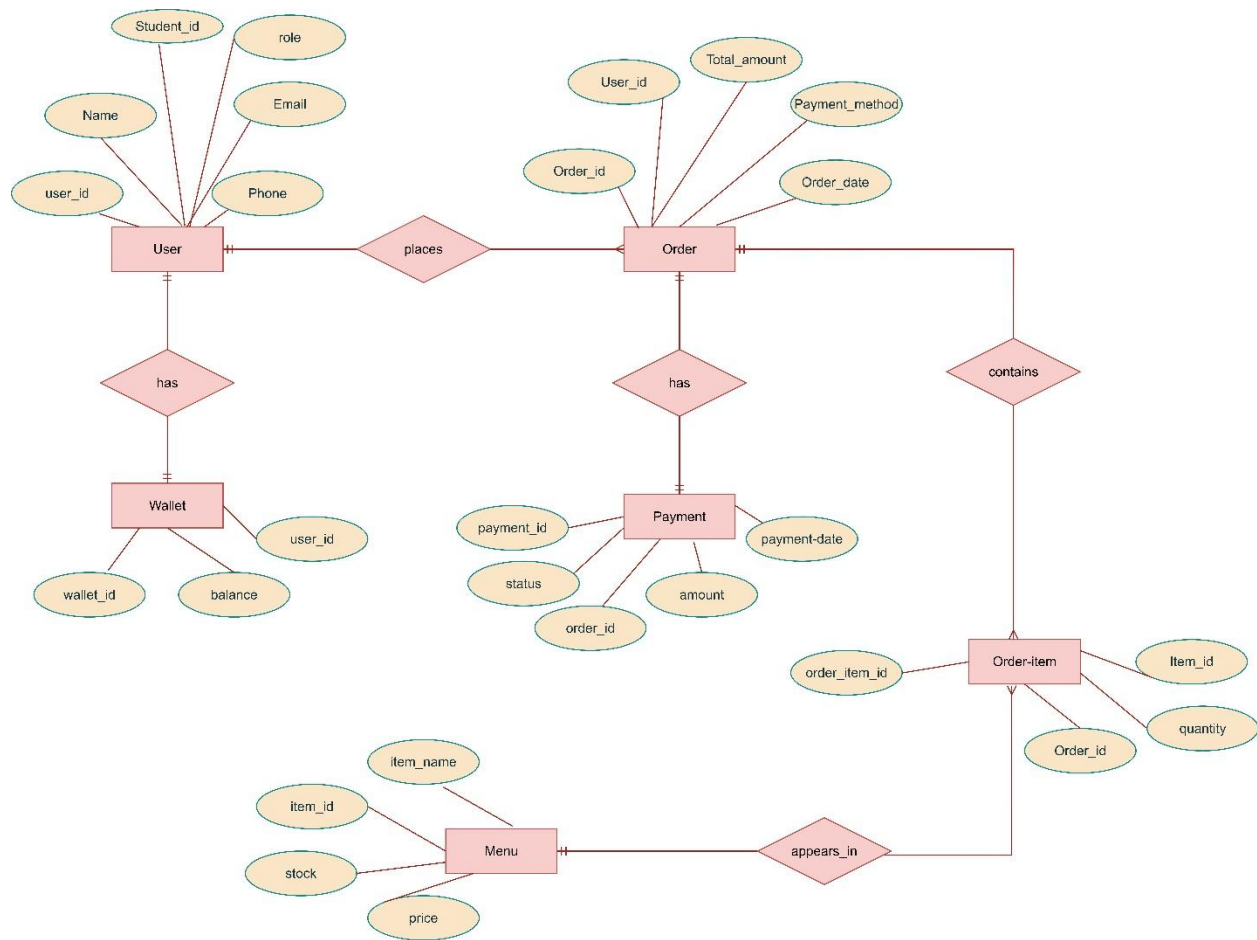 Student_id
role
Name
Email
user_id
Phone
User
places
User_id
Total_amount
Payment_method
Order_id
Order_date
Order
has
has
contains
Wallet
user_id
wallet_id
balance
Payment
payment_id
payment-date
status
amount
order_id
Order-item
order_item_id
Item_id
quantity
Order_id
item_name
item_id
Menu
stock
price
appears_in